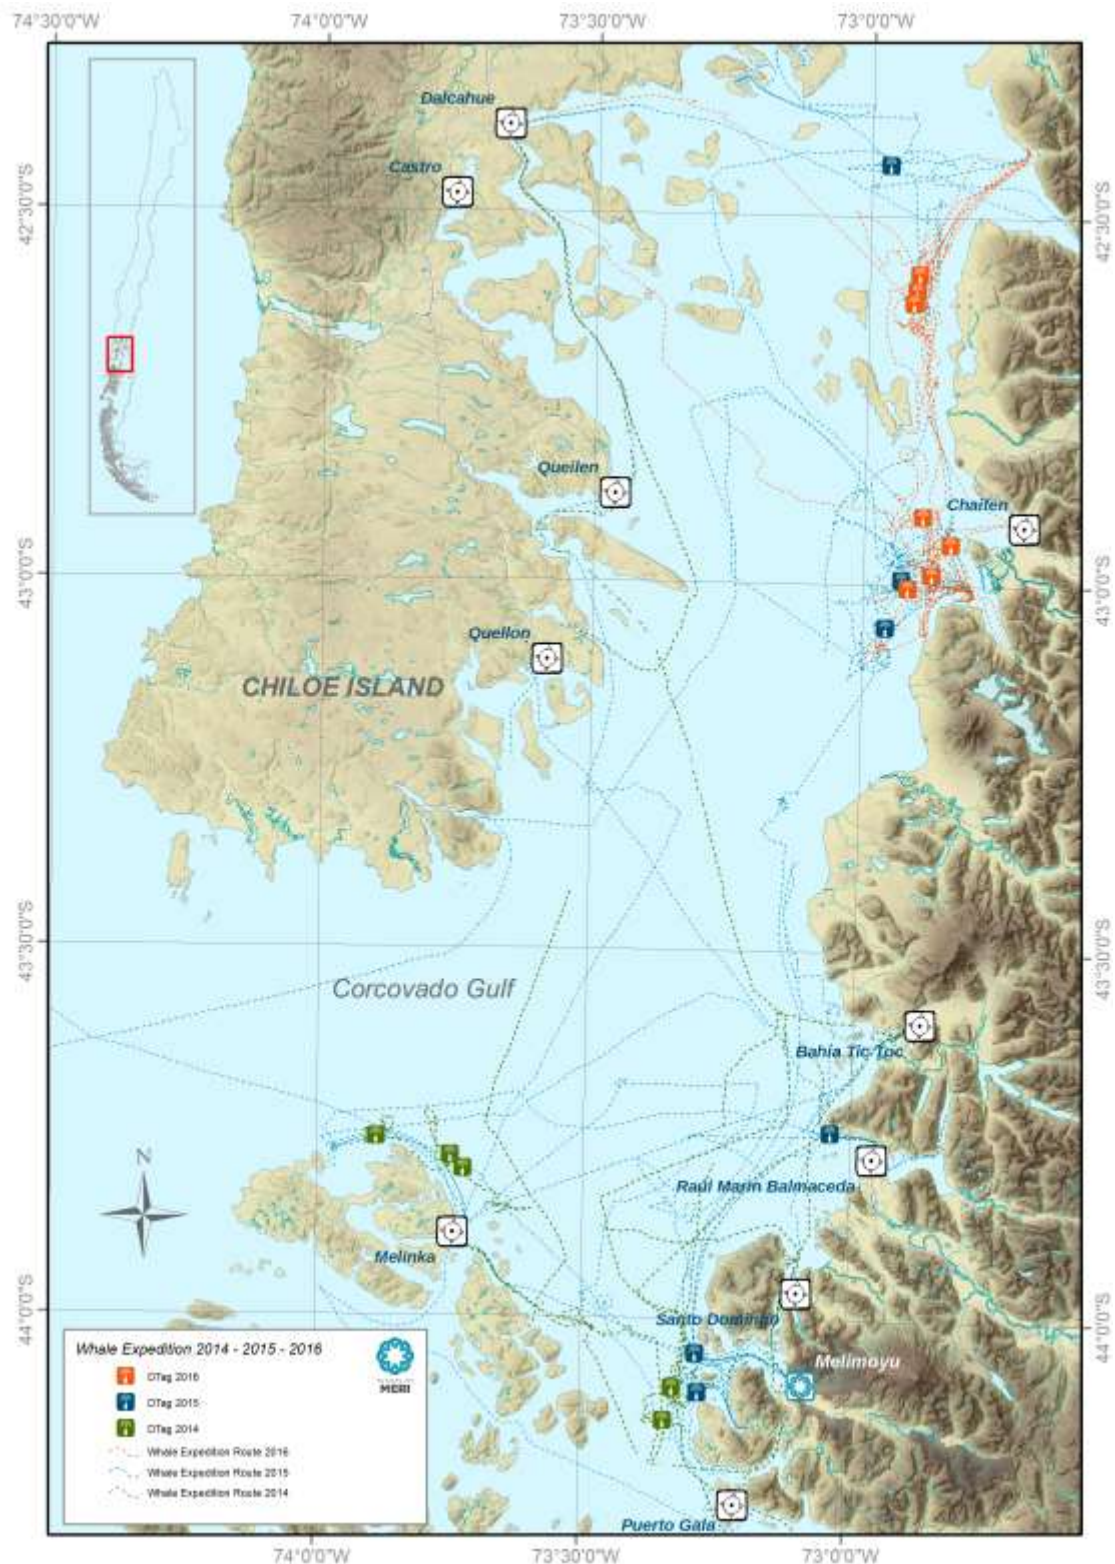 74°30'0"W 74°0'0"W 73°30'0"W 73°0'0"W
Dalcahue
Castro
42°30'0"S 42°30'0"S
Queilen
Chaiten
43°0'0"S 43°0'0"S
Quellon
CHILOE ISLAND
43°30'0"S 43°30'0"S
Corcovado Gulf
Bahia Tic Toc
N
Raul Marin Balmaceda
Melinka
Santo Domingo
44°0'0"S 44°0'0"S
Melimoyu
Whale Expedition 2014 - 2015 - 2016
MERI
DTag 2016
DTag 2015
DTag 2014
Whale Expedition Route 2016
Whale Expedition Route 2015
Whale Expedition Route 2014
Puerto Gala
74°0'0"W 73°30'0"W 73°0'0"W